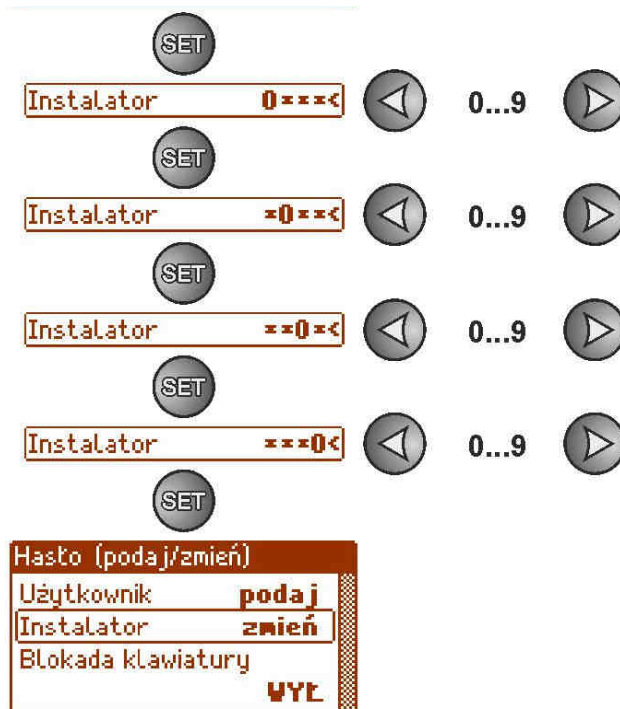 SET
Instalator 0***< 0...9
SET
Instalator *0**< 0...9
SET
Instalator **0*< 0...9
SET
Instalator ***0< 0...9
SET
Hasło (podaj/zmień)
Użytkownik podaj
Instalator zmień
Blokada klawiatury
WYŁ